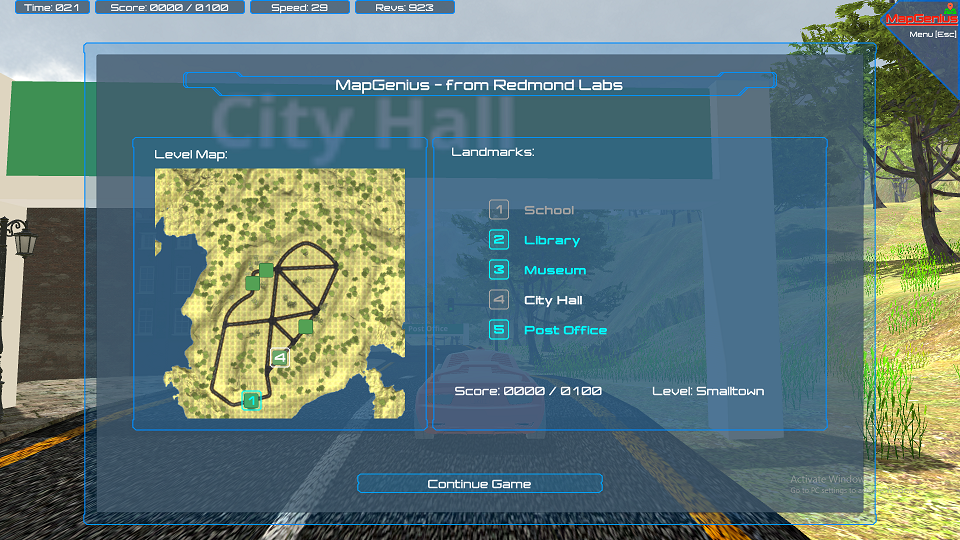 Time: 021
Score: 0000 / 0100
Speed: 29
Revs: 923
MapGenius
Menu [Esc]
MapGenius - from Redmond Labs
City Hall
Level Map:
Landmarks:
1 School
2 Library
3 Museum
4 City Hall
5 Post Office
4
1
Post Office
Score: 0000 / 0100
Level: Smalltown
Continue Game
Activate Window
Go to PC settings to a